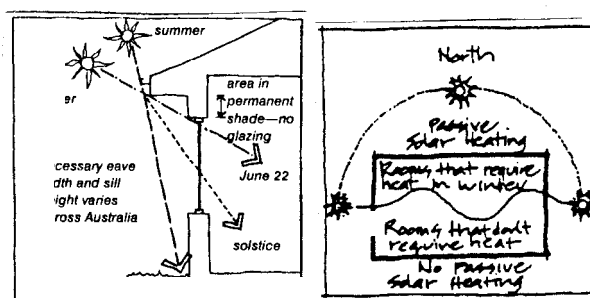 summer
er
area in
permanent
shade—no
glazing
June 22
cessary eave
dth and sill
ight varies
ross Australia
solstice
North
Passive
Solar Heating
Rooms that require
heat in winter
Rooms that don't
require heat
No Passive
Solar Heating